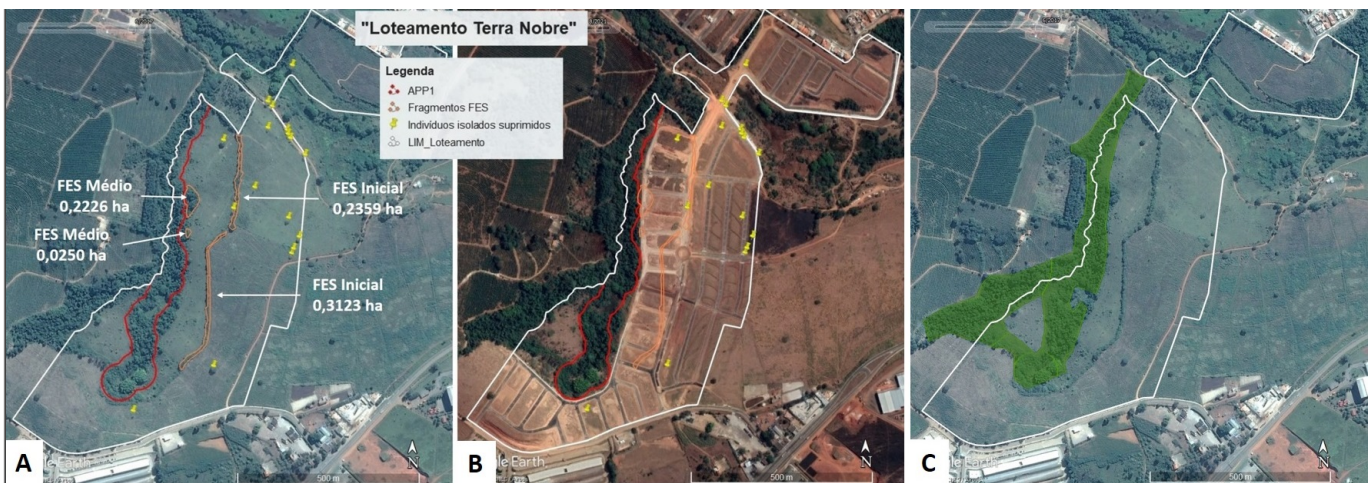 "Loteamento Terra Nobre"
Legenda
APP1
Fragmentos FES
Indivíduos isolados suprimidos
LIM_Loteamento
FES Médio
0,2226 ha
FES Inicial
0,2359 ha
FES Médio
0,0250 ha
FES Inicial
0,3123 ha
A
N
500 m
B
Earth
N
500 m
C
N
500 m